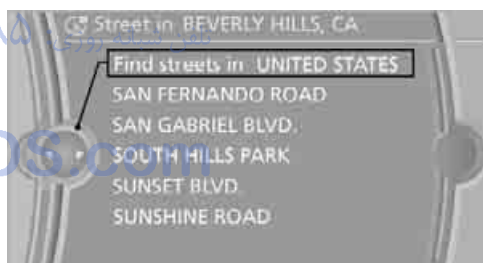 Street in BEVERLY HILLS, CA
Find streets in UNITED STATES
SAN FERNANDO ROAD
SAN GABRIEL BLVD.
SOUTH HILLS PARK
SUNSET BLVD.
SUNSHINE ROAD
S.com